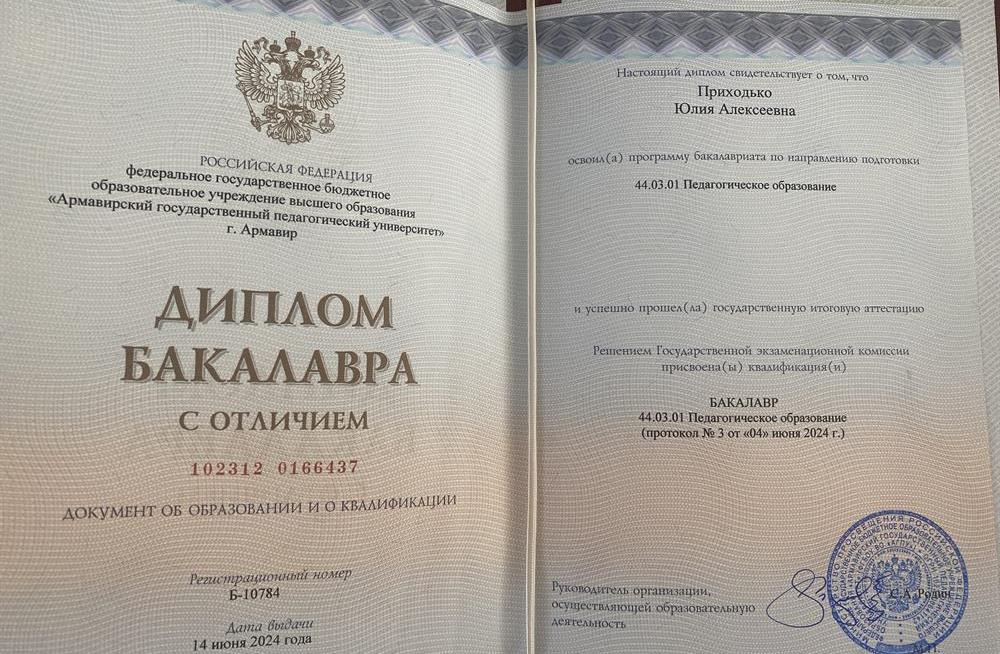 РОССИЙСКАЯ ФЕДЕРАЦИЯ
федеральное государственное бюджетное
образовательное учреждение высшего образования
«Армавирский государственный педагогический университет»
г. Армавир
ДИПЛОМ
БАКАЛАВРА
С ОТЛИЧИЕМ
102312 0166437
ДОКУМЕНТ ОБ ОБРАЗОВАНИИ И О КВАЛИФИКАЦИИ
Регистрационный номер
Б-10784
Дата выдачи
14 июня 2024 года
Настоящий диплом свидетельствует о том, что
Приходько
Юлия Алексеевна
освоил(а) программу бакалавриата по направлению подготовки
44.03.01 Педагогическое образование
и успешно прошел(ла) государственную итоговую аттестацию
Решением Государственной экзаменационной комиссии
присвоена(ы) квалификация(и)
БАКАЛАВР
44.03.01 Педагогическое образование
(протокол № 3 от «04» июня 2024 г.)
Руководитель организации,
осуществляющей образовательную
деятельность
С.А. Родин
М.П.